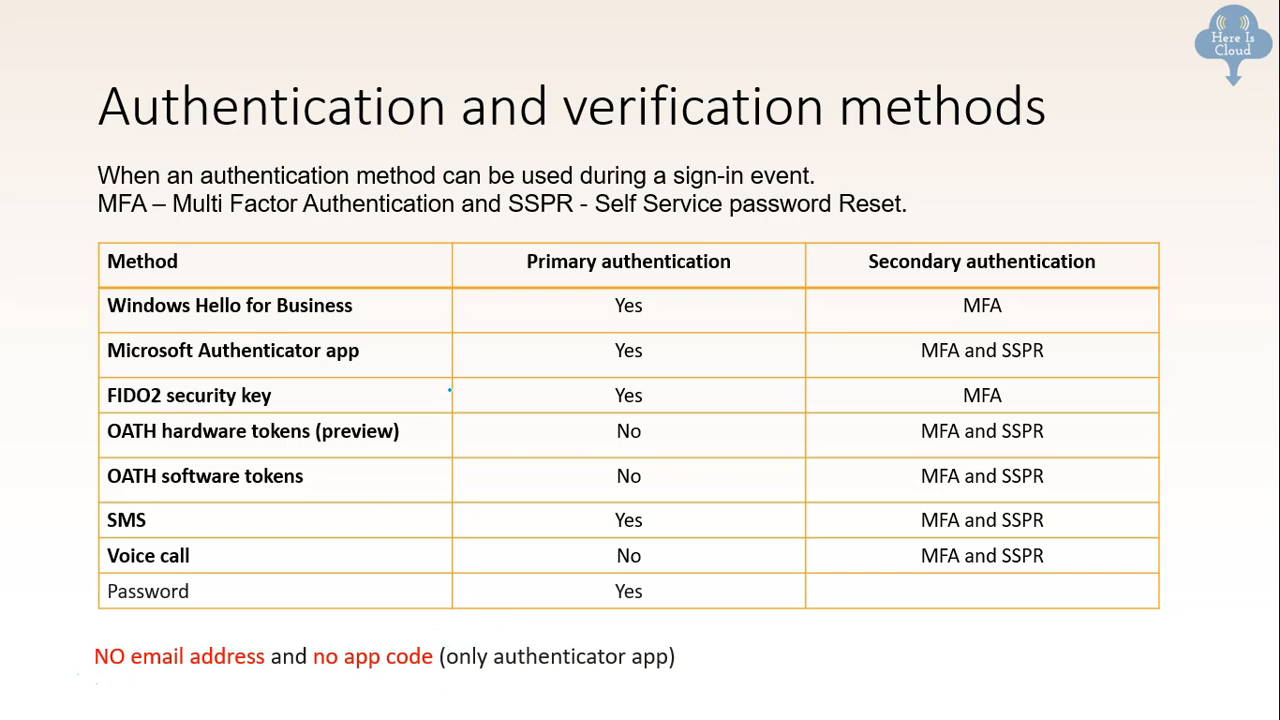 Here Is
Cloud
Authentication and verification methods
When an authentication method can be used during a sign-in event.
MFA – Multi Factor Authentication and SSPR - Self Service password Reset.
Method Primary authentication Secondary authentication
Windows Hello for Business Yes MFA
Microsoft Authenticator app Yes MFA and SSPR
FIDO2 security key Yes MFA
OATH hardware tokens (preview) No MFA and SSPR
OATH software tokens No MFA and SSPR
SMS Yes MFA and SSPR
Voice call No MFA and SSPR
Password Yes
NO email address and no app code (only authenticator app)